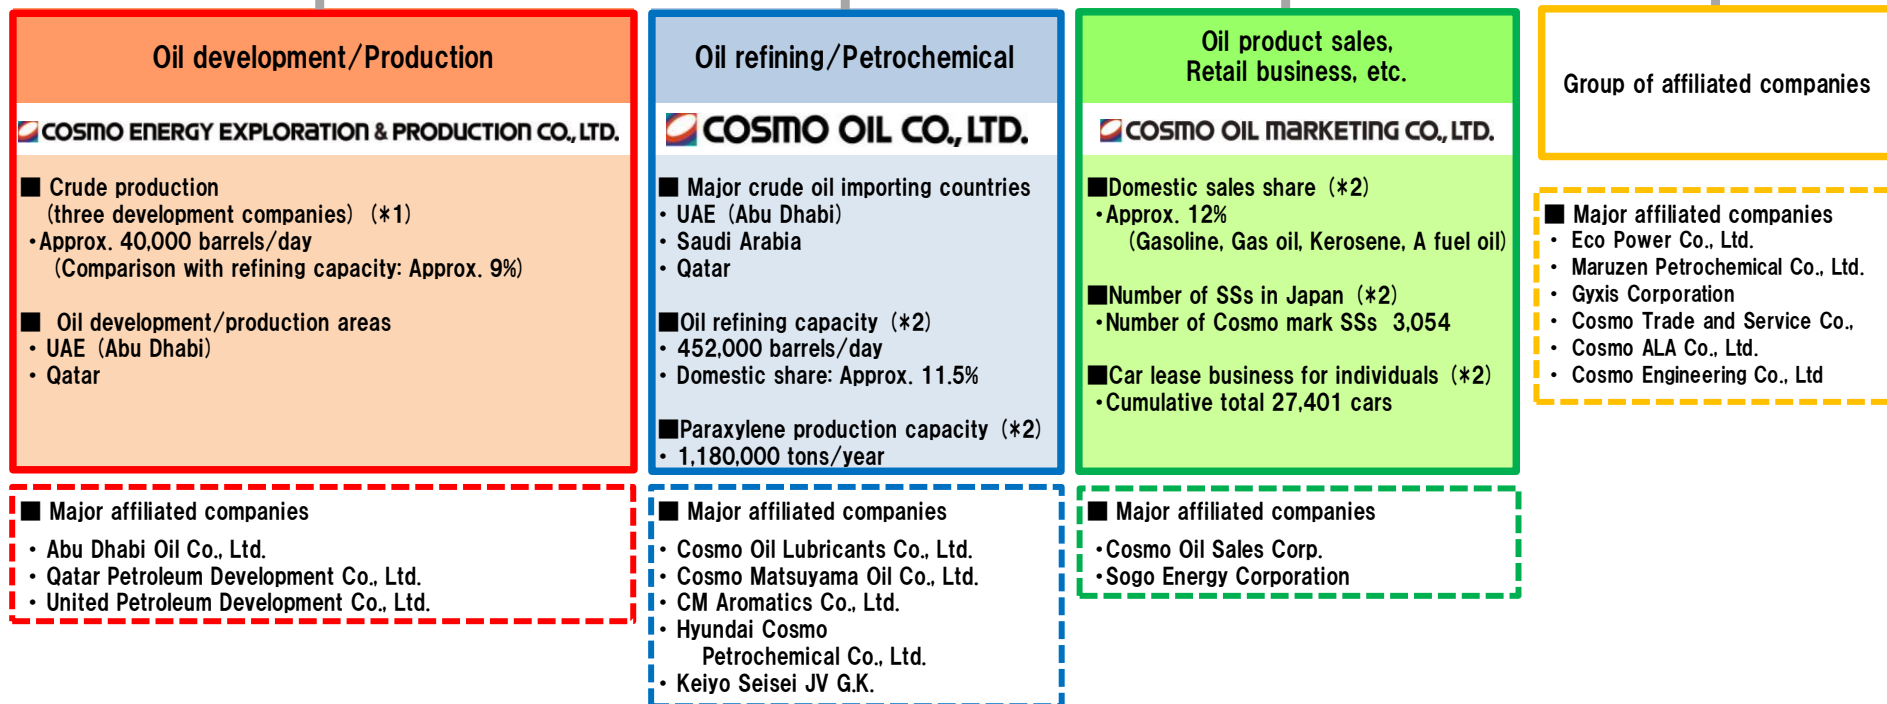 Oil development/Production
COSMO ENERGY EXPLORATION & PRODUCTION CO., LTD.
■ Crude production
(three development companies) (*1)
・Approx. 40,000 barrels/day
(Comparison with refining capacity: Approx. 9%)
■ Oil development/production areas
・ UAE (Abu Dhabi)
・ Qatar
■ Major affiliated companies
・ Abu Dhabi Oil Co., Ltd.
・ Qatar Petroleum Development Co., Ltd.
・ United Petroleum Development Co., Ltd.
Oil refining/Petrochemical
COSMO OIL CO., LTD.
■ Major crude oil importing countries
・ UAE (Abu Dhabi)
・ Saudi Arabia
・ Qatar
■Oil refining capacity (*2)
・ 452,000 barrels/day
・ Domestic share: Approx. 11.5%
■Paraxylene production capacity (*2)
・ 1,180,000 tons/year
■ Major affiliated companies
・ Cosmo Oil Lubricants Co., Ltd.
・ Cosmo Matsuyama Oil Co., Ltd.
・ CM Aromatics Co., Ltd.
・ Hyundai Cosmo
Petrochemical Co., Ltd.
・ Keiyo Seisei JV G.K.
Oil product sales,
Retail business, etc.
COSMO OIL MARKETING CO., LTD.
■Domestic sales share (*2)
・Approx. 12%
(Gasoline, Gas oil, Kerosene, A fuel oil)
■Number of SSs in Japan (*2)
・Number of Cosmo mark SSs 3,054
■Car lease business for individuals (*2)
・Cumulative total 27,401 cars
■ Major affiliated companies
・Cosmo Oil Sales Corp.
・Sogo Energy Corporation
Group of affiliated companies
■ Major affiliated companies
・ Eco Power Co., Ltd.
・ Maruzen Petrochemical Co., Ltd.
・ Gyxis Corporation
・ Cosmo Trade and Service Co.,
・ Cosmo ALA Co., Ltd.
・ Cosmo Engineering Co., Ltd